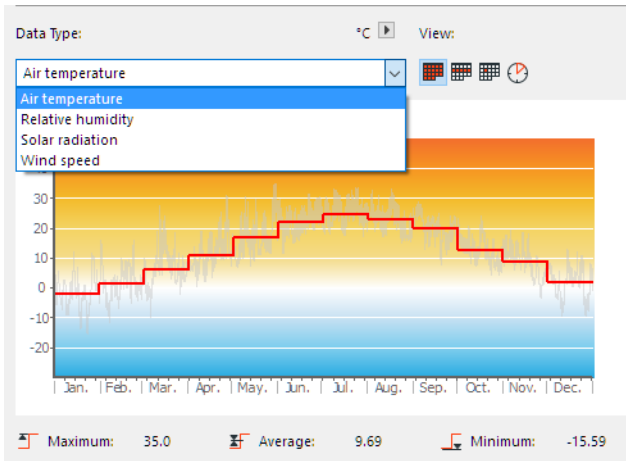 Data Type:
°C
View:
Air temperature
Air temperature
Relative humidity
Solar radiation
Wind speed
30
20
10
0
-10
-20
Jan. Feb. Mar. Apr. May. Jun. Jul. Aug. Sep. Oct. Nov. Dec.
Maximum: 35.0 Average: 9.69 Minimum: -15.59